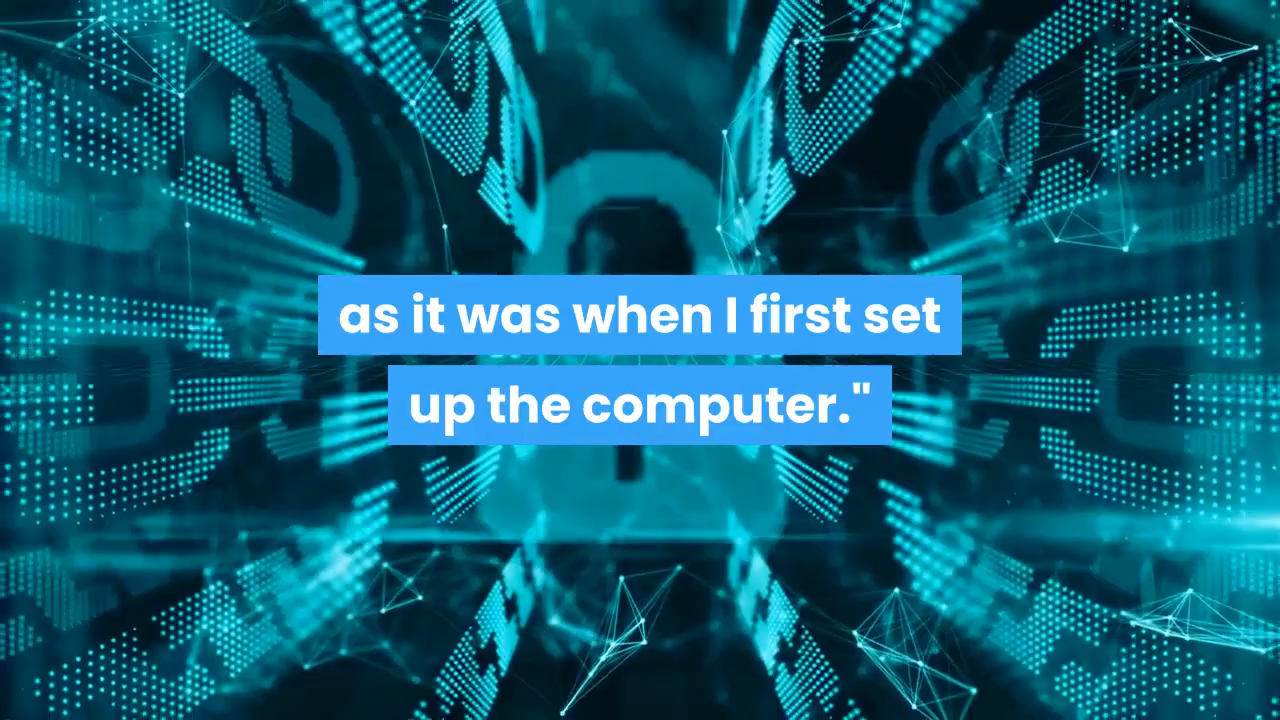 as it was when I first set
up the computer."